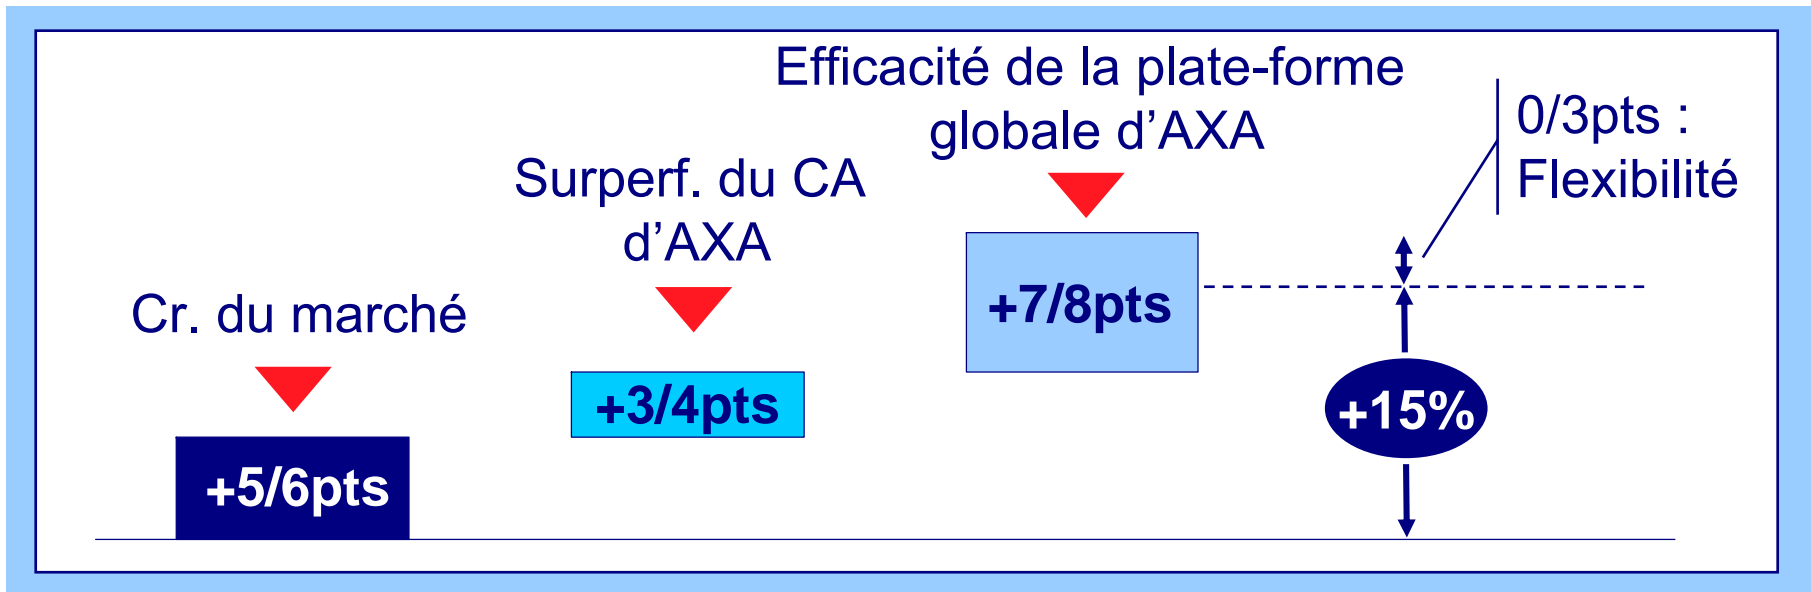 Cr. du marché
+5/6pts
Surperf. du CA
d’AXA
+3/4pts
Efficacité de la plate-forme
globale d’AXA
+7/8pts
0/3pts :
Flexibilité
+15%